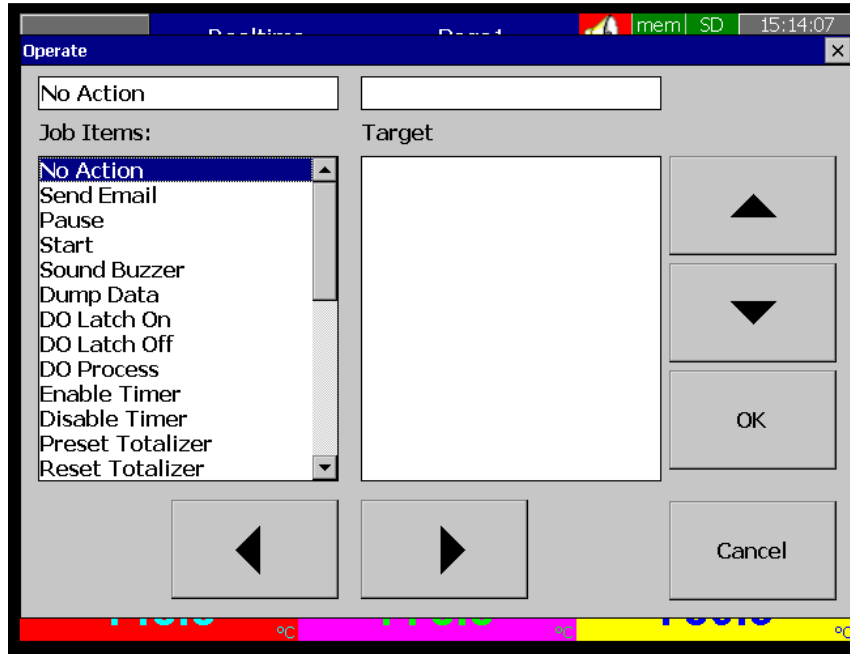 mem SD 15:14:07
Operate
No Action
Job Items: Target
No Action
Send Email
Pause
Start
Sound Buzzer
Dump Data
DO Latch On
DO Latch Off
DO Process
Enable Timer
Disable Timer
Preset Totalizer
Reset Totalizer
OK
Cancel
°C °C °C